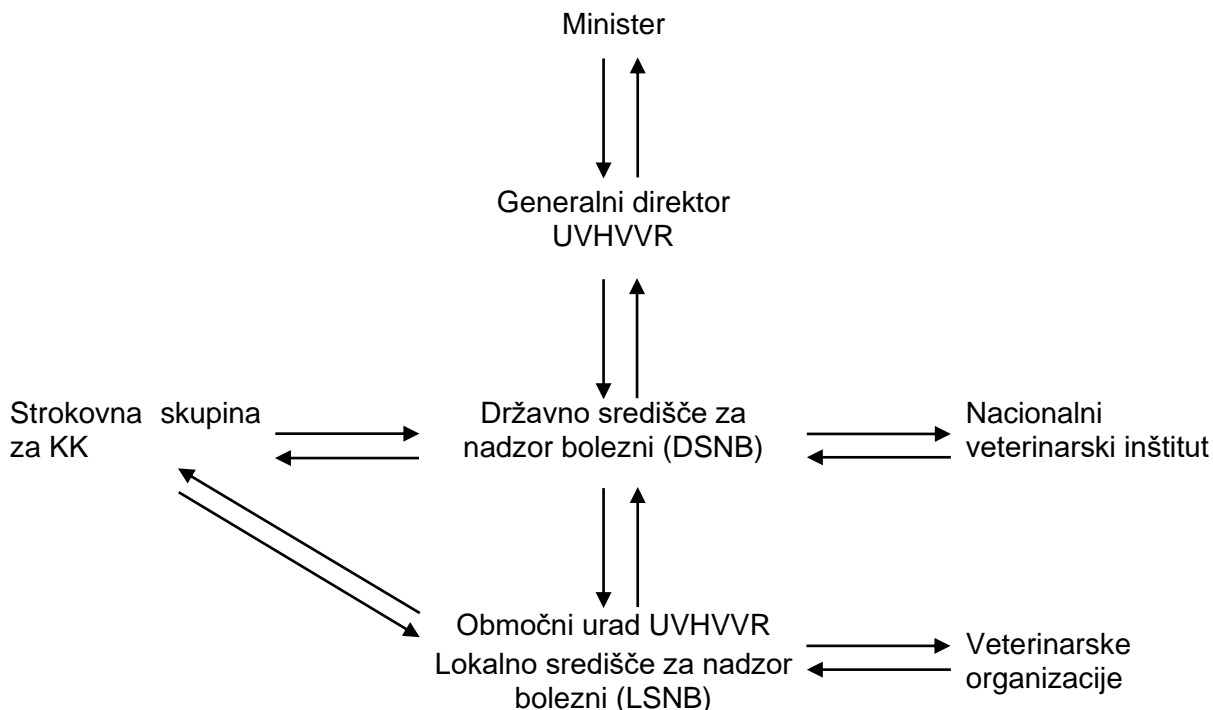 Minister
Generalni direktor
UVHVVR
Strokovna skupina
za KK
Državno središče za
nadzor bolezni (DSNB)
Nacionalni
veterinarski inštitut
Območni urad UVHVVR
Lokalno središče za nadzor
bolezni (LSNB)
Veterinarske
organizacije